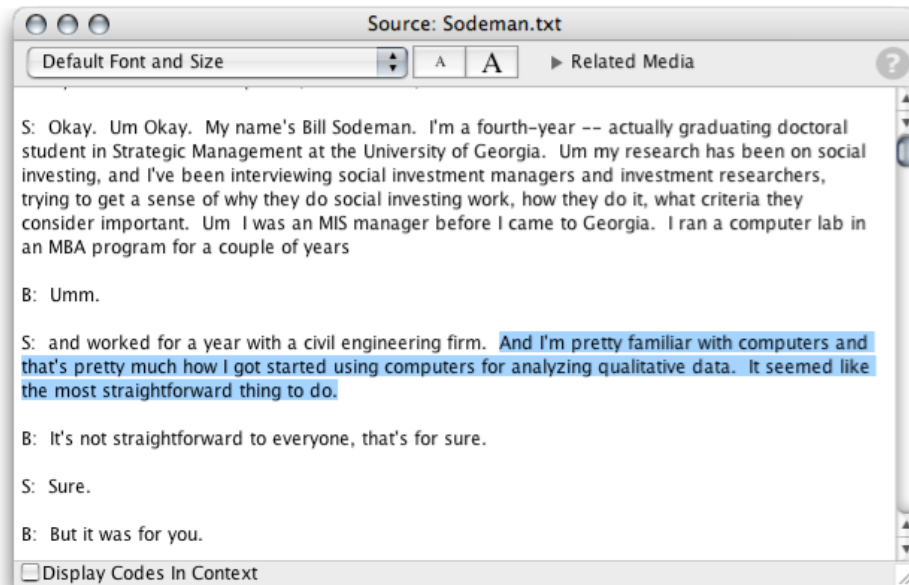 Source: Sodeman.txt
Default Font and Size A A Related Media ?
S: Okay. Um Okay. My name's Bill Sodeman. I'm a fourth-year -- actually graduating doctoral
student in Strategic Management at the University of Georgia. Um my research has been on social
investing, and I've been interviewing social investment managers and investment researchers,
trying to get a sense of why they do social investing work, how they do it, what criteria they
consider important. Um I was an MIS manager before I came to Georgia. I ran a computer lab in
an MBA program for a couple of years
B: Umm.
S: and worked for a year with a civil engineering firm. And I'm pretty familiar with computers and
that's pretty much how I got started using computers for analyzing qualitative data. It seemed like
the most straightforward thing to do.
B: It's not straightforward to everyone, that's for sure.
S: Sure.
B: But it was for you.
Display Codes In Context